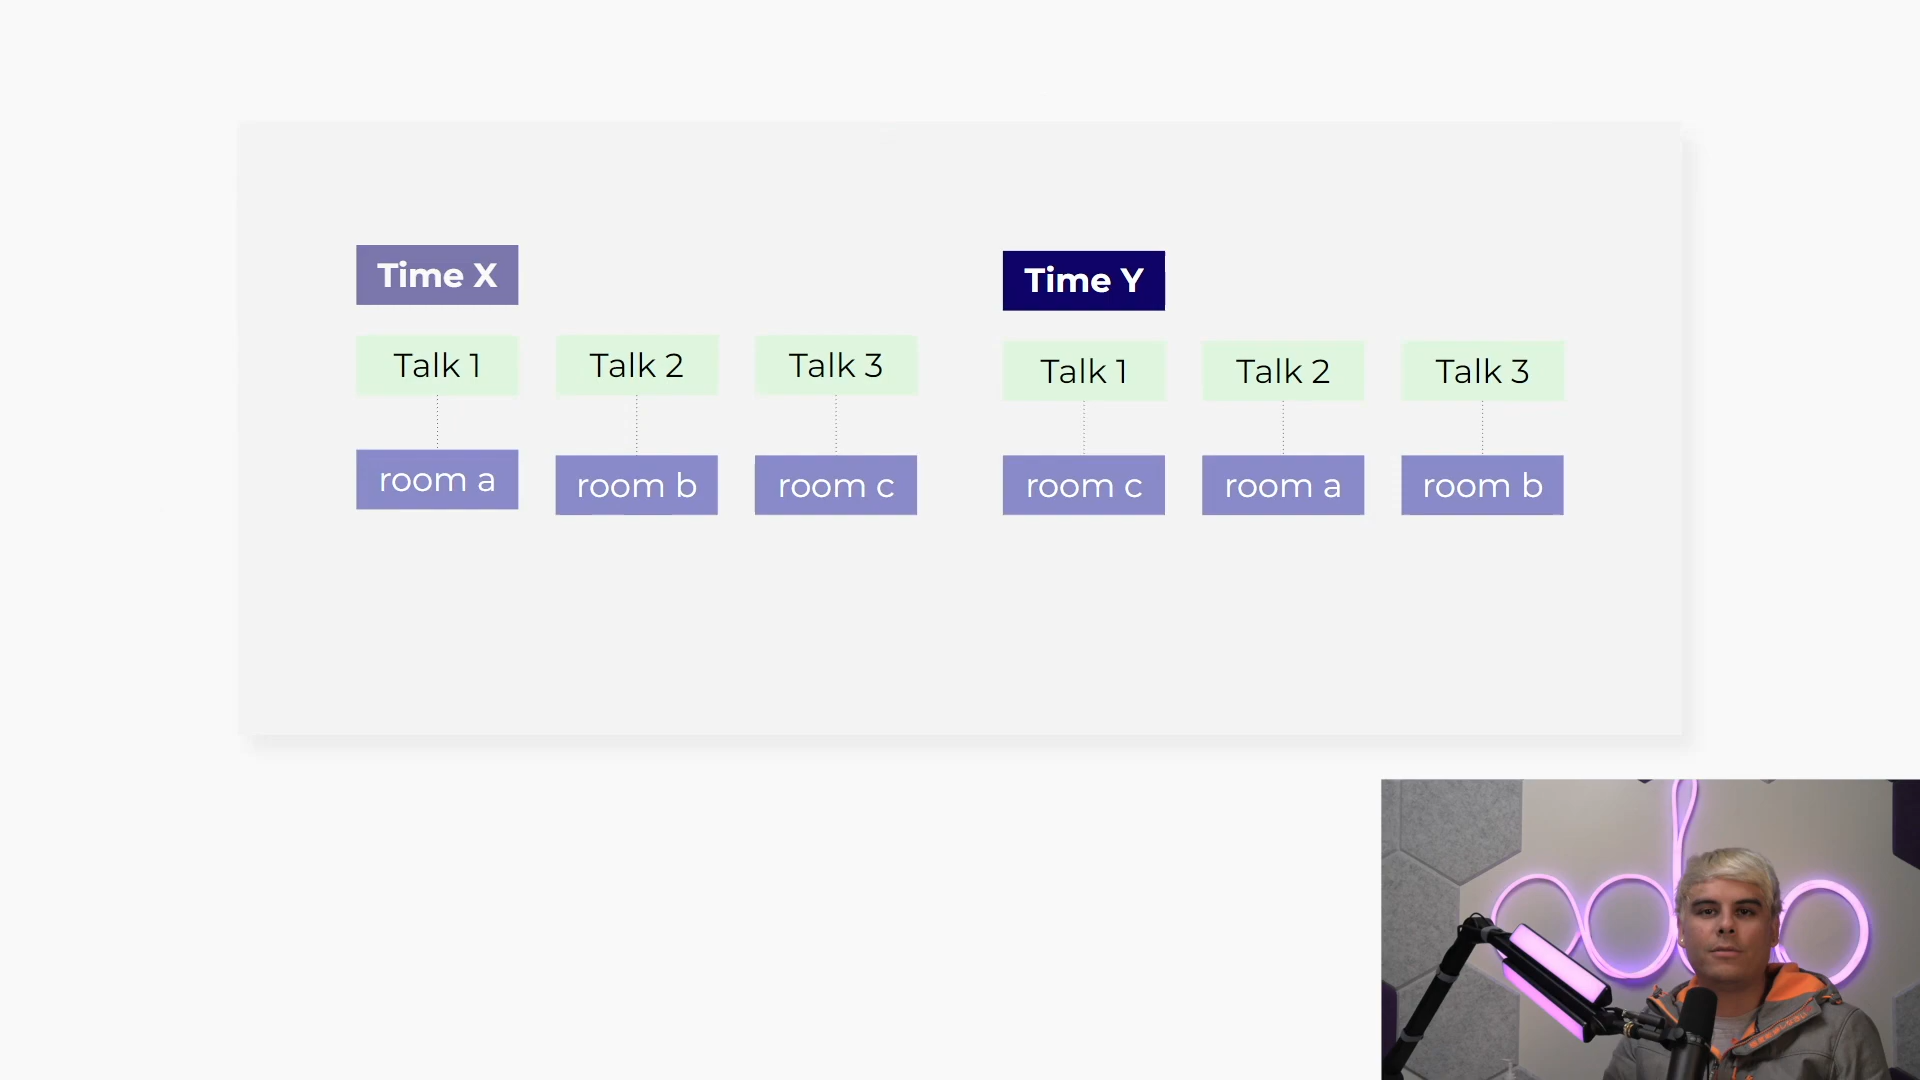 Time X
Talk 1 Talk 2 Talk 3
room a room b room c
Time Y
Talk 1 Talk 2 Talk 3
room c room a room b